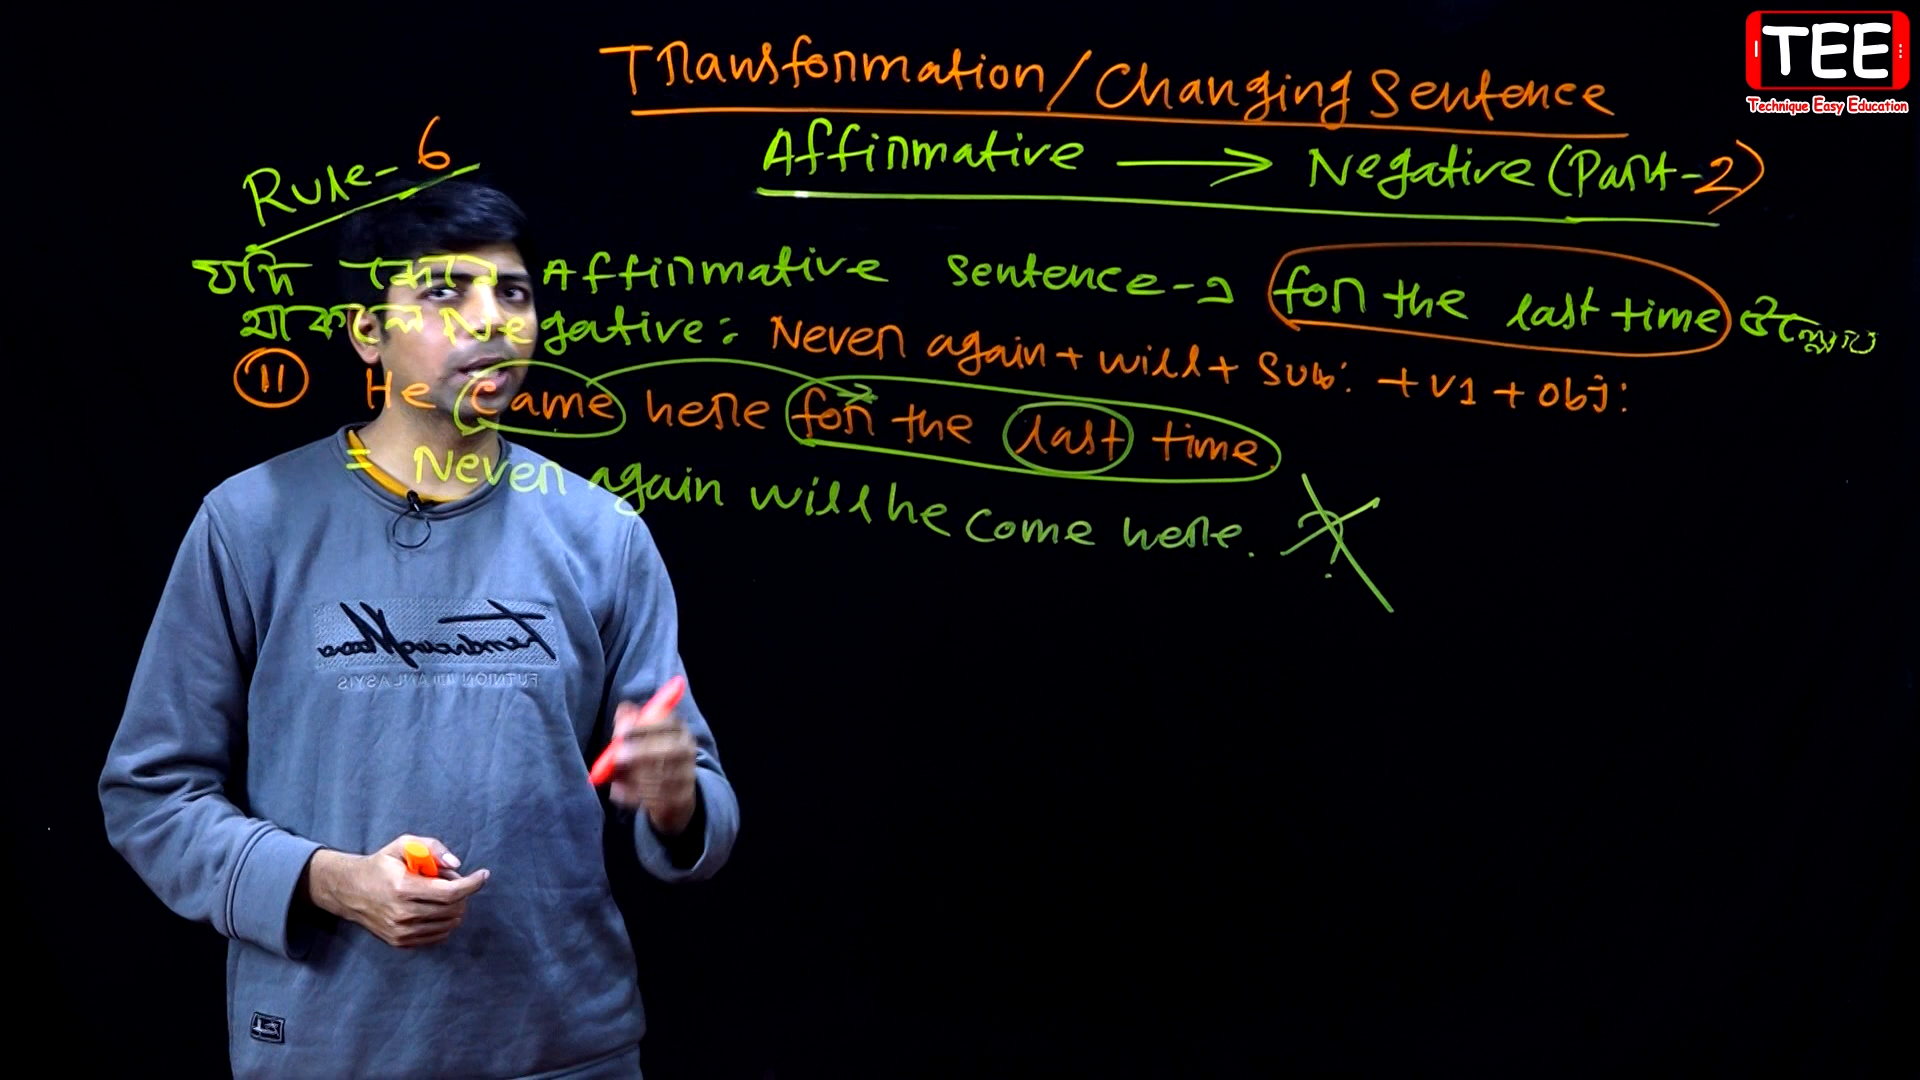 TEE
Technique Easy Education
Transformation/Changing Sentence
Affirmative → Negative (Part-2)
Rule-6
যদি কোনো Affirmative Sentence-এ for the last time উল্লেখ
থাকলে Negative: Never again + will + Sub: + V1 + obj:
11 He came here for the last time.
= Never again will he come here. ?